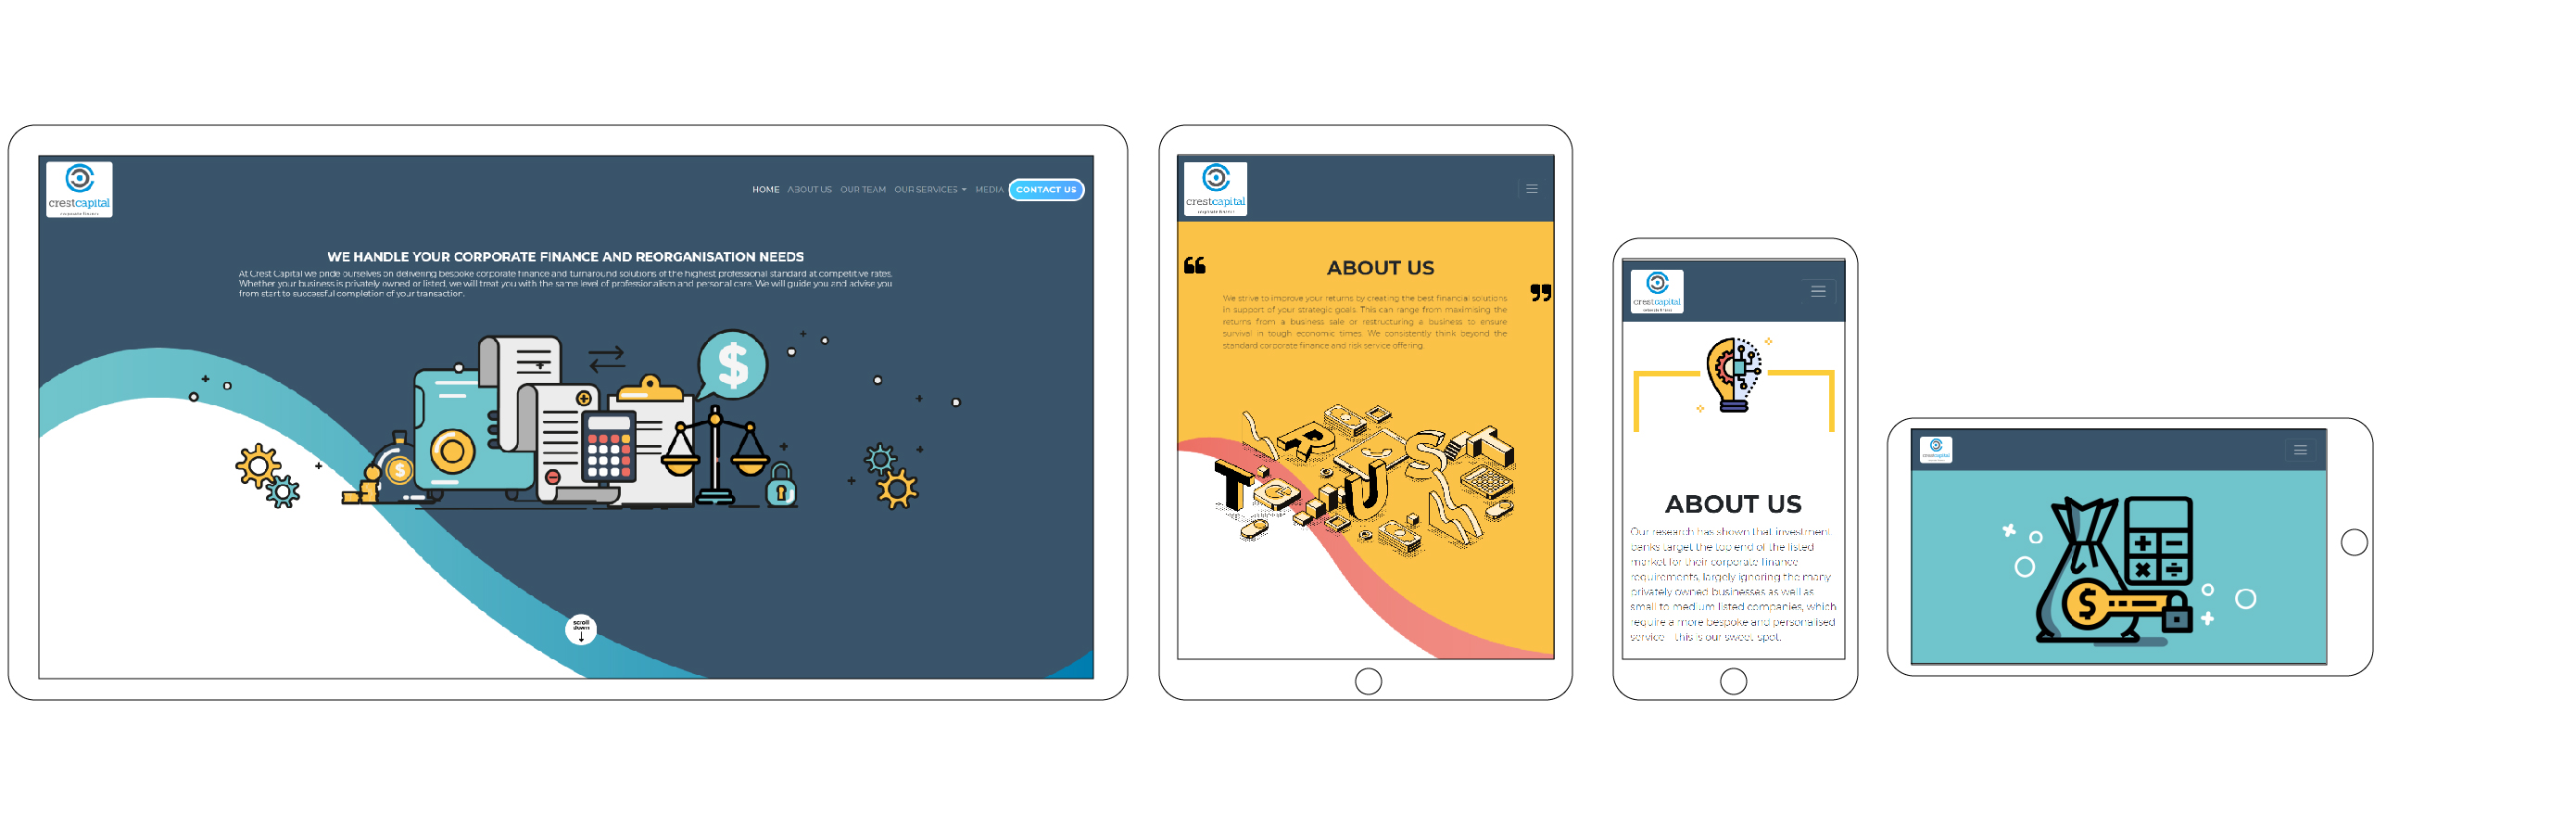 crestcapital
corporate finance
HOME ABOUT US OUR TEAM OUR SERVICES MEDIA CONTACT US
WE HANDLE YOUR CORPORATE FINANCE AND REORGANISATION NEEDS
At Crest Capital we pride ourselves on delivering bespoke corporate finance and turnaround solutions of the highest professional standard at competitive rates.
Whether your business is privately owned or listed, we will treat you with the same level of professionalism and personal care. We will guide you and advise you
from start to successful completion of your transaction.
$
$
scroll
down
crestcapital
corporate finance
“
ABOUT US
”
We strive to improve your returns by creating the best financial solutions
in support of your strategic goals. This can range from maximising the
returns from a business sale or restructuring a business to ensure
survival in tough economic times. We consistently think beyond the
standard corporate finance and risk service offering.
TRUST
crestcapital
corporate finance
ABOUT US
Our research has shown that investment
banks target the top end of the listed
market for their corporate finance
requirements, largely ignoring the many
privately owned businesses as well as
small to medium listed companies, which
require a more bespoke and personalised
service - this is our sweet-spot.
crestcapital
$